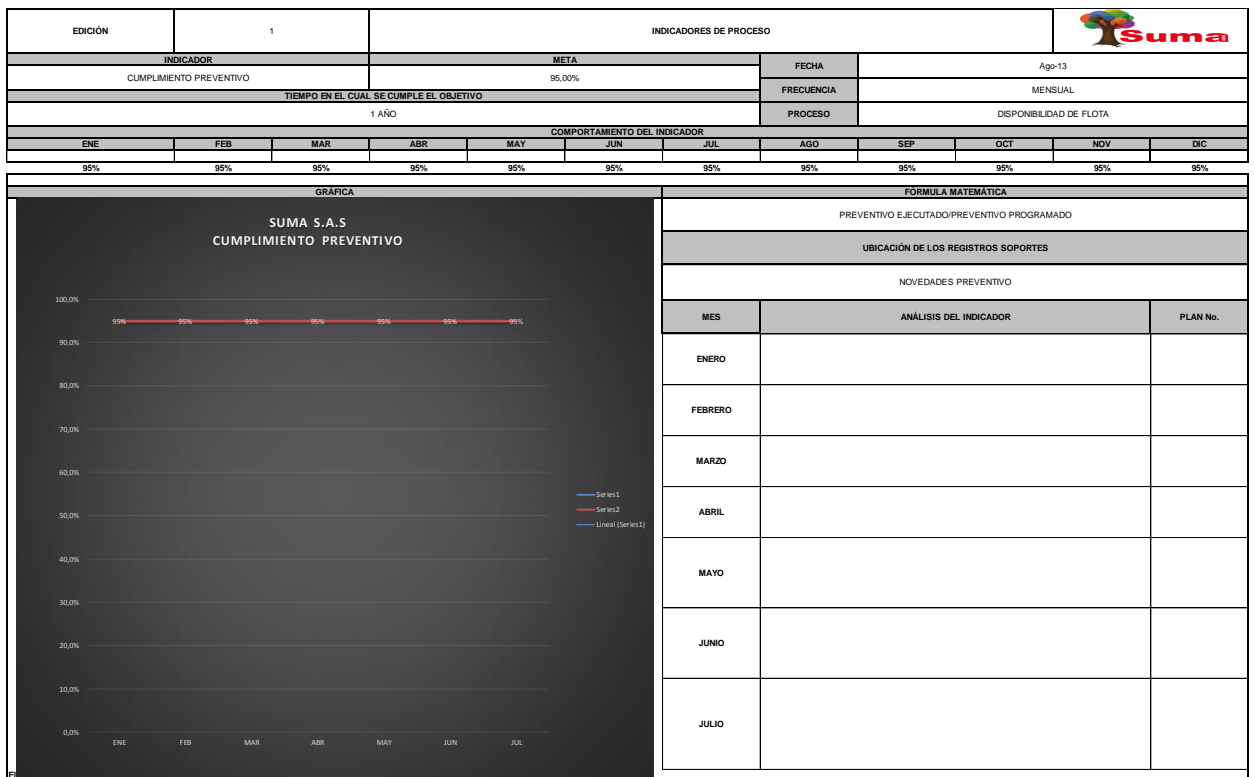 EDICIÓN 1 INDICADORES DE PROCESO Suma
INDICADOR META FECHA Ago-13
CUMPLIMIENTO PREVENTIVO 95,00%
TIEMPO EN EL CUAL SE CUMPLE EL OBJETIVO FRECUENCIA MENSUAL
1 AÑO PROCESO DISPONIBILIDAD DE FLOTA
COMPORTAMIENTO DEL INDICADOR
ENE FEB MAR ABR MAY JUN JUL AGO SEP OCT NOV DIC
95% 95% 95% 95% 95% 95% 95% 95% 95% 95% 95% 95%
GRÁFICA
SUMA S.A.S
CUMPLIMIENTO PREVENTIVO
100,0%
95% 95% 95% 95% 95% 95% 95%
90,0%
80,0%
70,0%
60,0%
50,0%
40,0%
30,0%
20,0%
10,0%
0,0%
ENE FEB MAR ABR MAY JUN JUL
Series1
Series2
Lineal (Series1)
FÓRMULA MATEMÁTICA
PREVENTIVO EJECUTADO/PREVENTIVO PROGRAMADO
UBICACIÓN DE LOS REGISTROS SOPORTES
NOVEDADES PREVENTIVO
MES ANÁLISIS DEL INDICADOR PLAN No.
ENERO
FEBRERO
MARZO
ABRIL
MAYO
JUNIO
JULIO